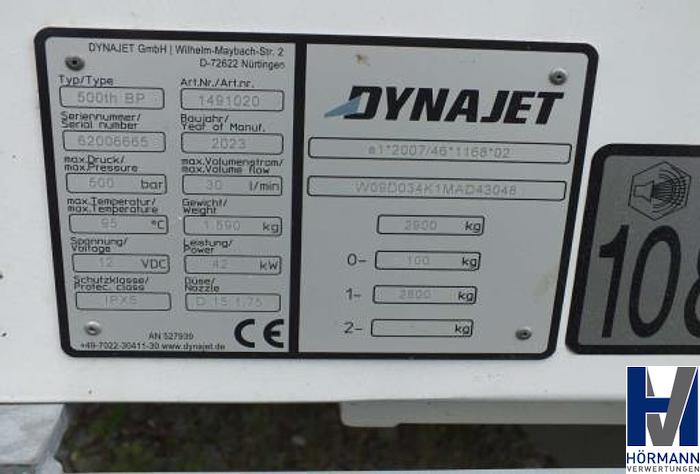 DYNAJET GmbH | Wilhelm-Maybach-Str. 2
D-72622 Nürtingen
Typ/Type
500th BP
Art.Nr./Art.nr.
1491020
Seriennummer/
Serial number
62006665
Baujahr/
Year of Manuf.
2023
max.Druck/
max.Pressure
500 bar
max.Volumenstrom/
max.Volume flow
30 l/min
max.Temperatur/
max.Temperature
95 °C
Gewicht/
Weight
1.590 kg
Spannung/
Voltage
12 VDC
Leistung/
Power
42 kW
Schutzklasse/
Protec. class
IPX5
Düse/
Nozzle
D 15 1.75
AN 527939
+49-7022-30411-30 www.dynajet.de
CE
DYNAJET
e1*2007/46*1168*02
W09D034K1MAD43048
2900 kg
0- 100 kg
1- 2800 kg
2- kg
108
HÖRMANN
VERWERTUNGEN